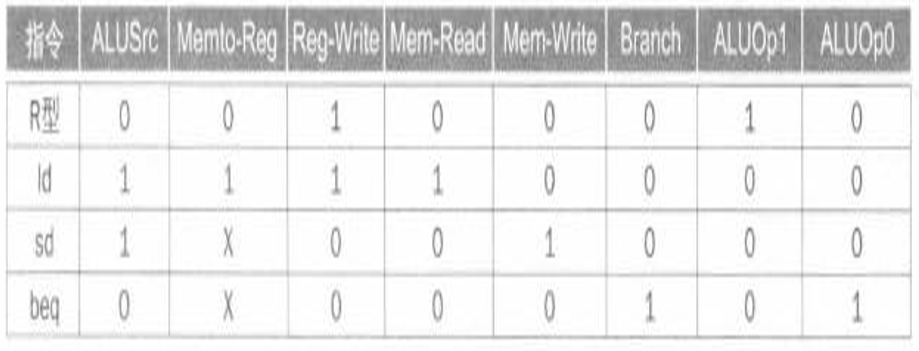 指令 ALUSrc Memto-Reg Reg-Write Mem-Read Mem-Write Branch ALUOp1 ALUOp0
R型 0 0 1 0 0 0 1 0
ld 1 1 1 1 0 0 0 0
sd 1 X 0 0 1 0 0 0
beq 0 X 0 0 0 1 0 1